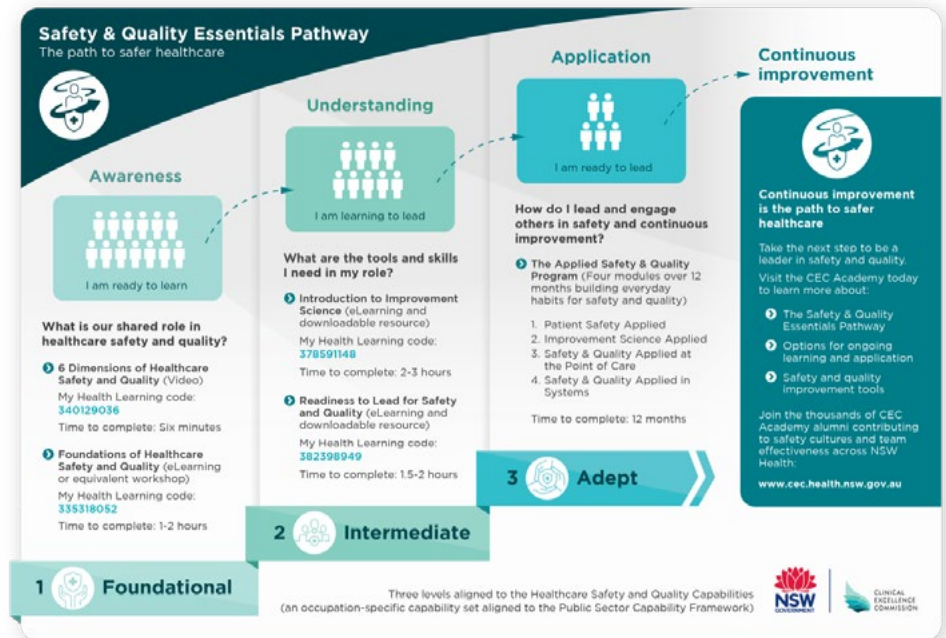 Safety & Quality Essentials Pathway
The path to safer healthcare
Awareness
I am ready to learn
What is our shared role in
healthcare safety and quality?
6 Dimensions of Healthcare
Safety and Quality (Video)
My Health Learning code:
340129036
Time to complete: Six minutes
Foundations of Healthcare
Safety and Quality (eLearning
or equivalent workshop)
My Health Learning code:
335318052
Time to complete: 1-2 hours
1 Foundational
Understanding
I am learning to lead
What are the tools and skills
I need in my role?
Introduction to Improvement
Science (eLearning and
downloadable resource)
My Health Learning code:
378591148
Time to complete: 2-3 hours
Readiness to Lead for Safety
and Quality (eLearning and
downloadable resource)
My Health Learning code:
382398949
Time to complete: 1.5-2 hours
2 Intermediate
Application
I am ready to lead
How do I lead and engage
others in safety and continuous
improvement?
The Applied Safety & Quality
Program (Four modules over 12
months building everyday
habits for safety and quality)
1. Patient Safety Applied
2. Improvement Science Applied
3. Safety & Quality Applied at
the Point of Care
4. Safety & Quality Applied in
Systems
Time to complete: 12 months
3 Adept
Continuous
improvement
Continuous improvement
is the path to safer
healthcare
Take the next step to be a
leader in safety and quality.
Visit the CEC Academy today
to learn more about:
The Safety & Quality
Essentials Pathway
Options for ongoing
learning and application
Safety and quality
improvement tools
Join the thousands of CEC
Academy alumni contributing
to safety cultures and team
effectiveness across NSW
Health:
www.cec.health.nsw.gov.au
Three levels aligned to the Healthcare Safety and Quality Capabilities
(an occupation-specific capability set aligned to the Public Sector Capability Framework)
NSW
GOVERNMENT
CLINICAL
EXCELLENCE
COMMISSION